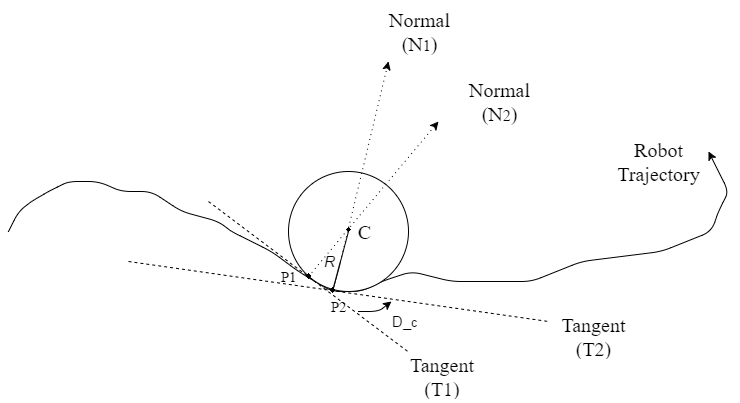 Normal
(N1)
Normal
(N2)
Robot
Trajectory
C
R
P1
P2
D_c
Tangent
(T2)
Tangent
(T1)